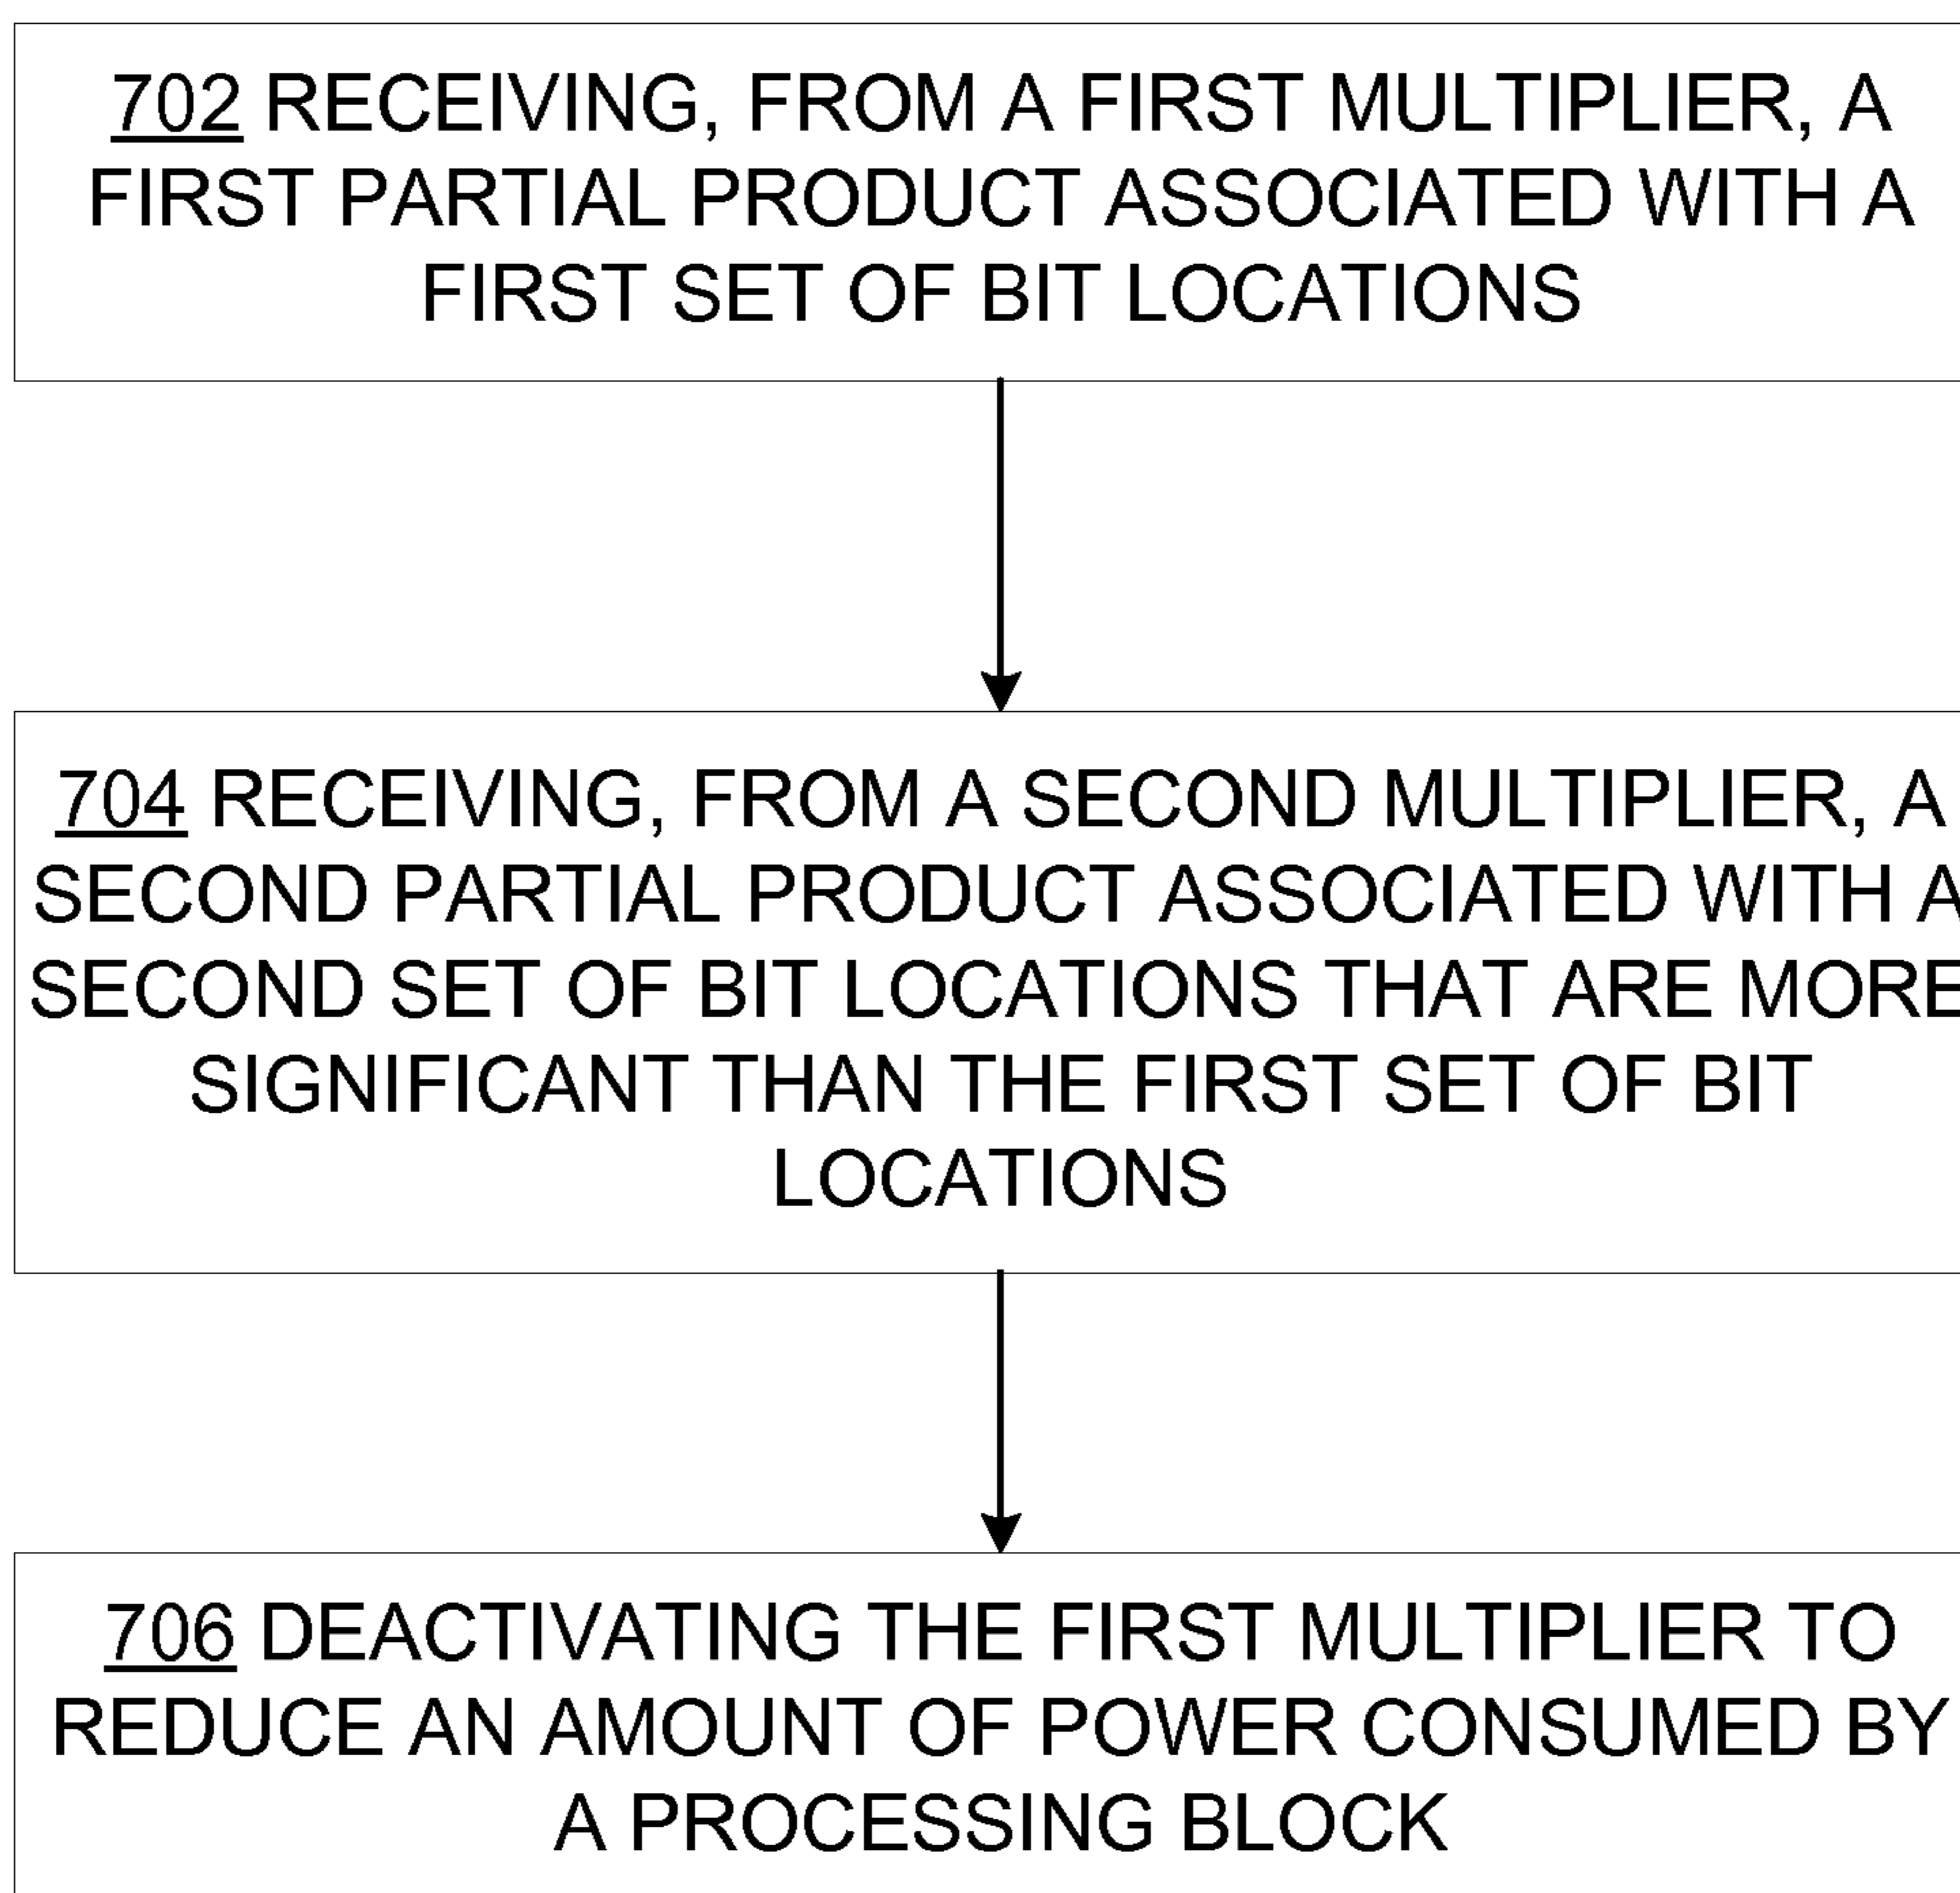 702 RECEIVING, FROM A FIRST MULTIPLIER, A
FIRST PARTIAL PRODUCT ASSOCIATED WITH A
FIRST SET OF BIT LOCATIONS
704 RECEIVING, FROM A SECOND MULTIPLIER, A
SECOND PARTIAL PRODUCT ASSOCIATED WITH A
SECOND SET OF BIT LOCATIONS THAT ARE MORE
SIGNIFICANT THAN THE FIRST SET OF BIT
LOCATIONS
706 DEACTIVATING THE FIRST MULTIPLIER TO
REDUCE AN AMOUNT OF POWER CONSUMED BY
A PROCESSING BLOCK